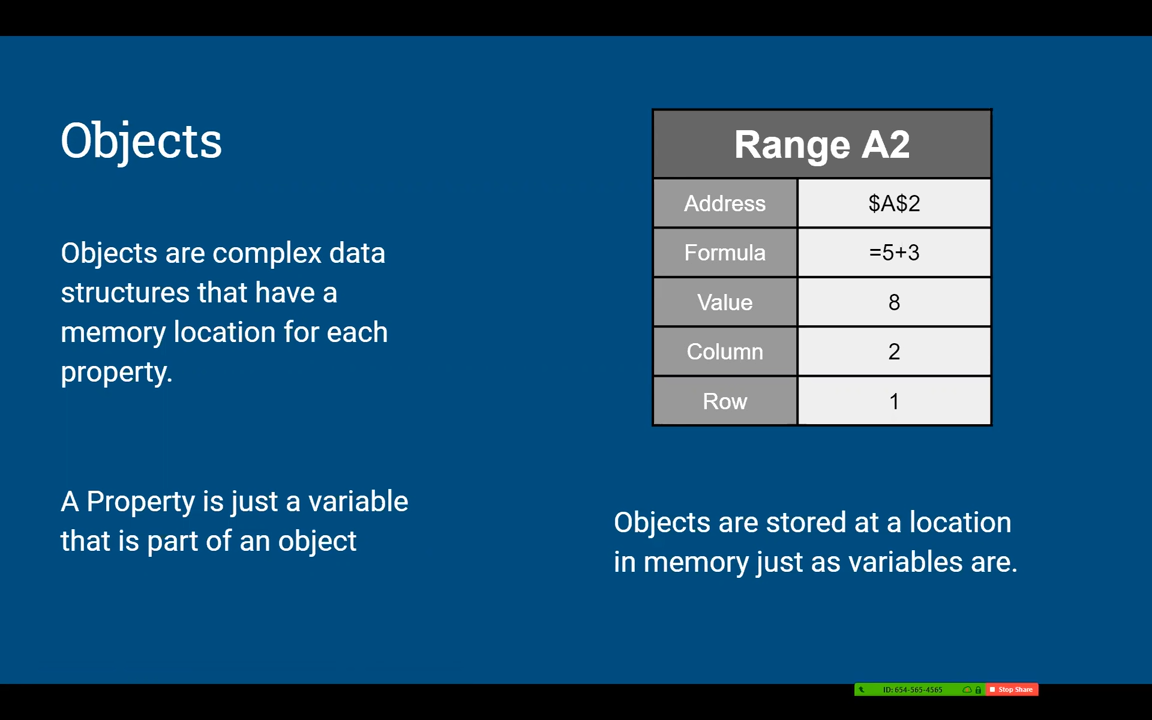 Objects
Objects are complex data
structures that have a
memory location for each
property.
A Property is just a variable
that is part of an object
Range A2
Address $A$2
Formula =5+3
Value 8
Column 2
Row 1
Objects are stored at a location
in memory just as variables are.
ID: 654-565-4565 Stop Share